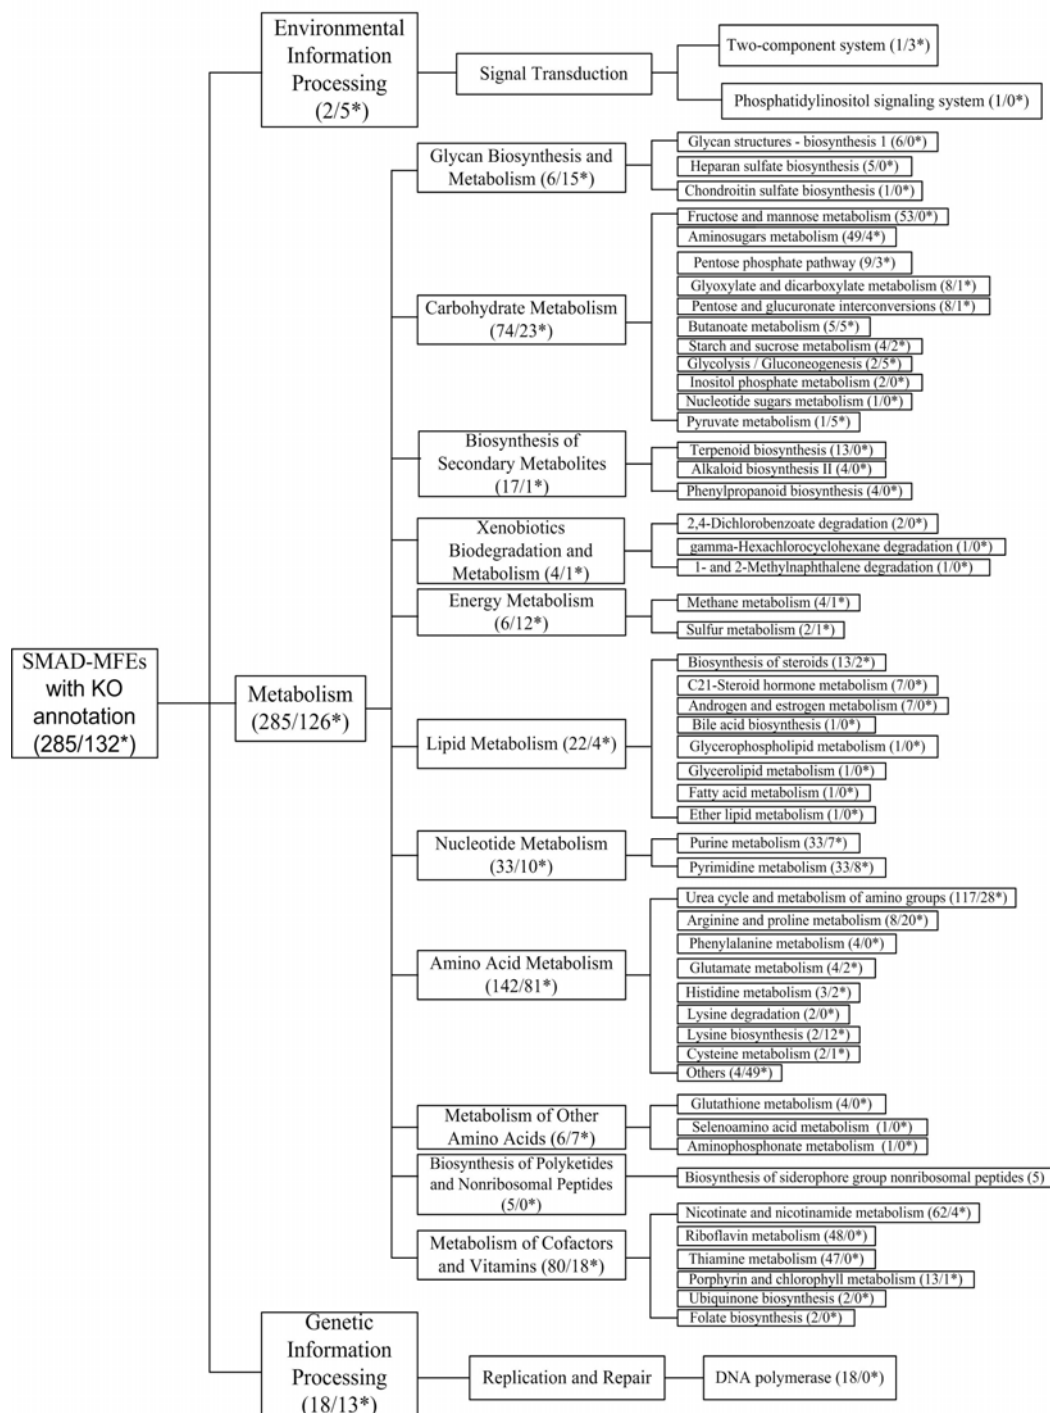 Environmental
Information
Processing
(2/5*)
Signal Transduction
Two-component system (1/3*)
Phosphatidylinositol signaling system (1/0*)
SMAD-MFEs
with KO
annotation
(285/132*)
Metabolism
(285/126*)
Glycan Biosynthesis and
Metabolism (6/15*)
Glycan structures - biosynthesis 1 (6/0*)
Heparan sulfate biosynthesis (5/0*)
Chondroitin sulfate biosynthesis (1/0*)
Carbohydrate Metabolism
(74/23*)
Fructose and mannose metabolism (53/0*)
Aminosugars metabolism (49/4*)
Pentose phosphate pathway (9/3*)
Glyoxylate and dicarboxylate metabolism (8/1*)
Pentose and glucuronate interconversions (8/1*)
Butanoate metabolism (5/5*)
Starch and sucrose metabolism (4/2*)
Glycolysis / Gluconeogenesis (2/5*)
Inositol phosphate metabolism (2/0*)
Nucleotide sugars metabolism (1/0*)
Pyruvate metabolism (1/5*)
Biosynthesis of
Secondary Metabolites
(17/1*)
Terpenoid biosynthesis (13/0*)
Alkaloid biosynthesis II (4/0*)
Phenylpropanoid biosynthesis (4/0*)
Xenobiotics
Biodegradation and
Metabolism (4/1*)
2,4-Dichlorobenzoate degradation (2/0*)
gamma-Hexachlorocyclohexane degradation (1/0*)
1- and 2-Methylnaphthalene degradation (1/0*)
Energy Metabolism
(6/12*)
Methane metabolism (4/1*)
Sulfur metabolism (2/1*)
Lipid Metabolism (22/4*)
Biosynthesis of steroids (13/2*)
C21-Steroid hormone metabolism (7/0*)
Androgen and estrogen metabolism (7/0*)
Bile acid biosynthesis (1/0*)
Glycerophospholipid metabolism (1/0*)
Glycerolipid metabolism (1/0*)
Fatty acid metabolism (1/0*)
Ether lipid metabolism (1/0*)
Nucleotide Metabolism
(33/10*)
Purine metabolism (33/7*)
Pyrimidine metabolism (33/8*)
Amino Acid Metabolism
(142/81*)
Urea cycle and metabolism of amino groups (117/28*)
Arginine and proline metabolism (8/20*)
Phenylalanine metabolism (4/0*)
Glutamate metabolism (4/2*)
Histidine metabolism (3/2*)
Lysine degradation (2/0*)
Lysine biosynthesis (2/12*)
Cysteine metabolism (2/1*)
Others (4/49*)
Metabolism of Other
Amino Acids (6/7*)
Glutathione metabolism (4/0*)
Selenoamino acid metabolism (1/0*)
Aminophosphonate metabolism (1/0*)
Biosynthesis of Polyketides
and Nonribosomal Peptides
(5/0*)
Biosynthesis of siderophore group nonribosomal peptides (5)
Metabolism of Cofactors
and Vitamins (80/18*)
Nicotinate and nicotinamide metabolism (62/4*)
Riboflavin metabolism (48/0*)
Thiamine metabolism (47/0*)
Porphyrin and chlorophyll metabolism (13/1*)
Ubiquinone biosynthesis (2/0*)
Folate biosynthesis (2/0*)
Genetic
Information
Processing
(18/13*)
Replication and Repair
DNA polymerase (18/0*)